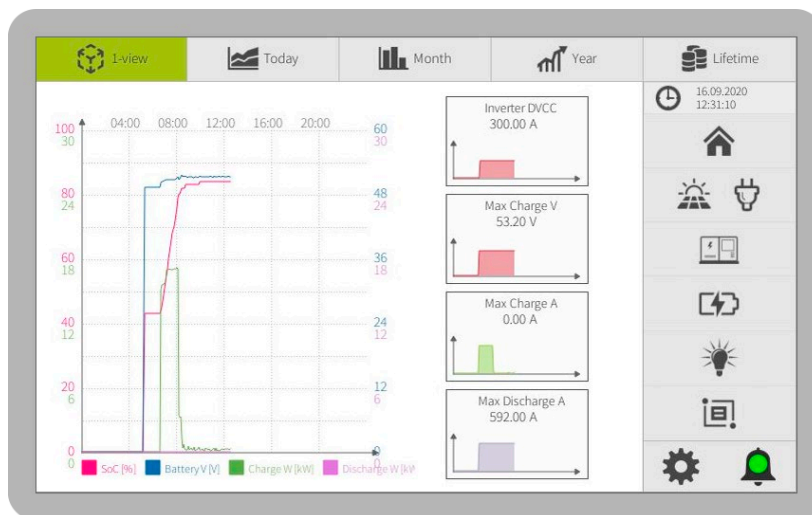 1-view
Today
Month
Year
Lifetime
16.09.2020
12:31:10
04:00 08:00 12:00 16:00 20:00
100 60
30 30
80 48
24 24
60 36
18 18
40 24
12 12
20 12
6 6
0 0
0 0
SoC [%] Battery V [V] Charge W [kW] Discharge W [kW
Inverter DVCC
300.00 A
Max Charge V
53.20 V
Max Charge A
0.00 A
Max Discharge A
592.00 A